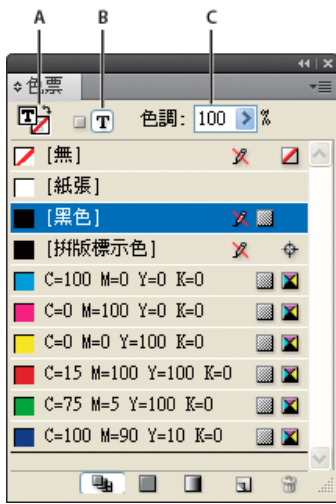 A B C
色票
T T 色調: 100 %
[無]
[紙張]
[黑色]
[拼版標示色]
C=100 M=0 Y=0 K=0
C=0 M=100 Y=0 K=0
C=0 M=0 Y=100 K=0
C=15 M=100 Y=100 K=0
C=75 M=5 Y=100 K=0
C=100 M=90 Y=10 K=0